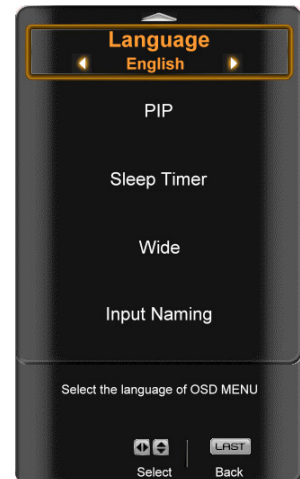 Language
English
PIP
Sleep Timer
Wide
Input Naming
Select the language of OSD MENU
LAST
Select Back